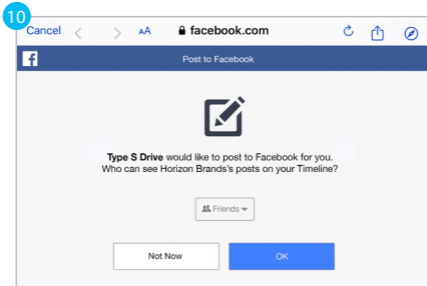 10
Cancel AA facebook.com
f Post to Facebook
Type S Drive would like to post to Facebook for you.
Who can see Horizon Brands's posts on your Timeline?
Friends
Not Now OK